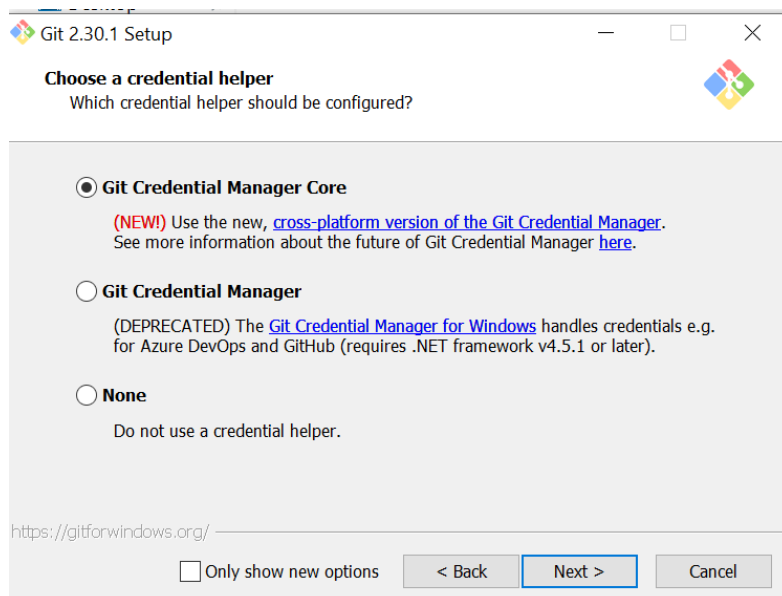 Git 2.30.1 Setup
Choose a credential helper
Which credential helper should be configured?
Git Credential Manager Core
(NEW!) Use the new, cross-platform version of the Git Credential Manager.
See more information about the future of Git Credential Manager here.
Git Credential Manager
(DEPRECATED) The Git Credential Manager for Windows handles credentials e.g.
for Azure DevOps and GitHub (requires .NET framework v4.5.1 or later).
None
Do not use a credential helper.
https://gitforwindows.org/
Only show new options
< Back
Next >
Cancel